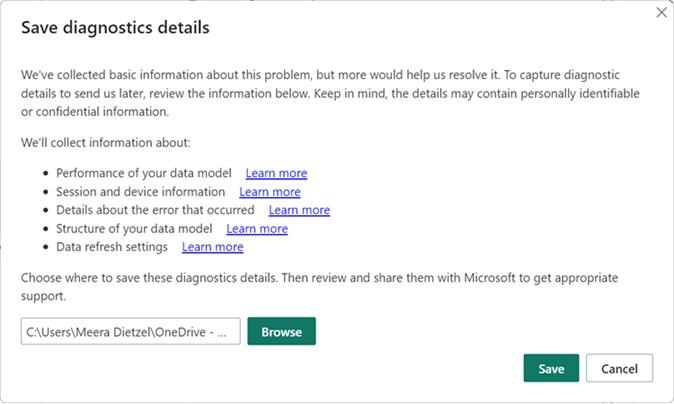 Save diagnostics details
We've collected basic information about this problem, but more would help us resolve it. To capture diagnostic
details to send us later, review the information below. Keep in mind, the details may contain personally identifiable
or confidential information.
We'll collect information about:
• Performance of your data model Learn more
• Session and device information Learn more
• Details about the error that occurred Learn more
• Structure of your data model Learn more
• Data refresh settings Learn more
Choose where to save these diagnostics details. Then review and share them with Microsoft to get appropriate
support.
C:\Users\Meera Dietzel\OneDrive - ... Browse
Save Cancel